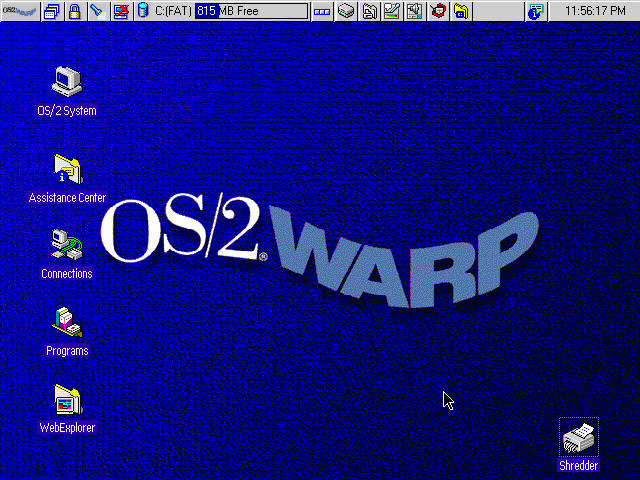 OS/2 WARP
C:(FAT) 815 MB Free
11:56:17 PM
OS/2 System
Assistance Center
OS/2® WARP
Connections
Programs
WebExplorer
Shredder